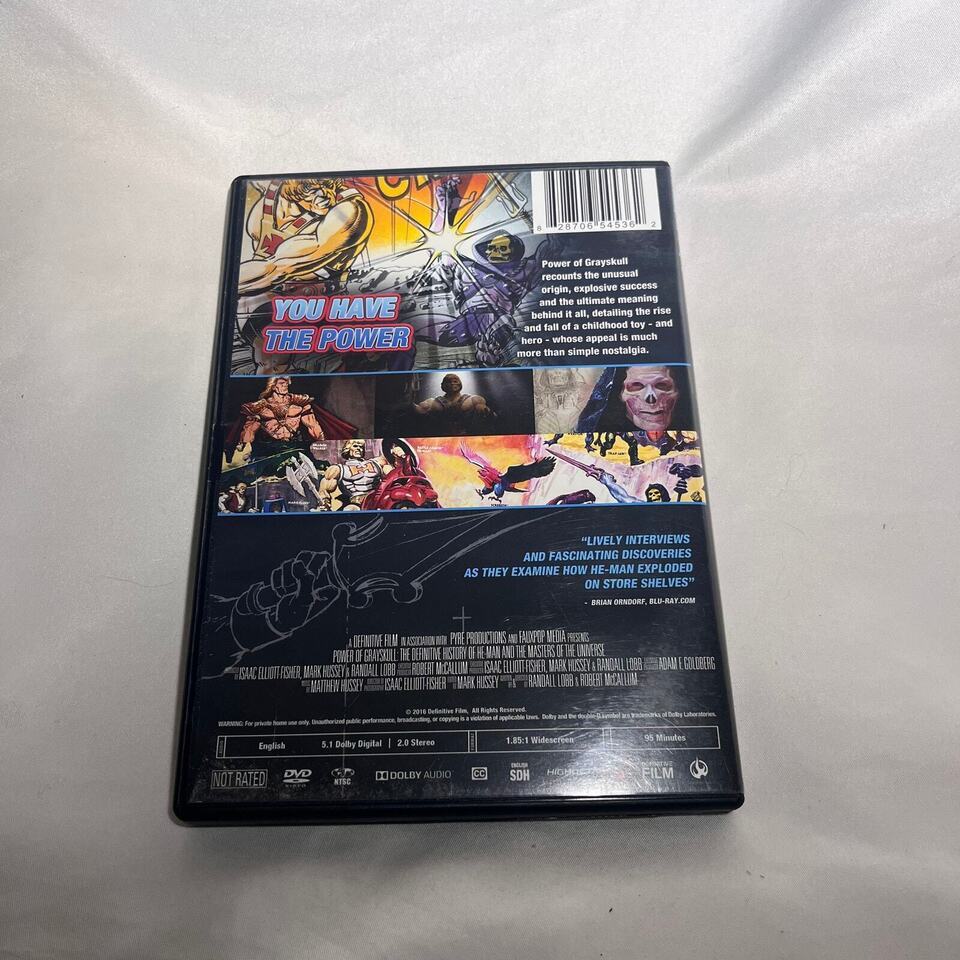 8 28706 54536 2
Power of Grayskull
recounts the unusual
origin, explosive success
and the ultimate meaning
behind it all, detailing the rise
and fall of a childhood toy - and
hero - whose appeal is much
more than simple nostalgia.
YOU HAVE
THE POWER
"LIVELY INTERVIEWS
AND FASCINATING DISCOVERIES
AS THEY EXAMINE HOW HE-MAN EXPLODED
ON STORE SHELVES"
- BRIAN ORNDORF, BLU-RAY.COM
A DEFINITIVE FILM IN ASSOCIATION WITH PYRE PRODUCTIONS AND FAUXPOP MEDIA PRESENTS
POWER OF GRAYSKULL: THE DEFINITIVE HISTORY OF HE-MAN AND THE MASTERS OF THE UNIVERSE
ISAAC ELLIOTT-FISHER, MARK HUSSEY & RANDALL LOBB ROBERT McCALLUM ISAAC ELLIOTT-FISHER, MARK HUSSEY & RANDALL LOBB ADAM F. GOLDBERG
MATTHEW HUSSEY ISAAC ELLIOTT-FISHER MARK HUSSEY RANDALL LOBB & ROBERT McCALLUM
© 2016 Definitive Film, All Rights Reserved.
WARNING: For private home use only. Unauthorized public performance, broadcasting, or copying is a violation of applicable laws. Dolby and the double-D symbol are trademarks of Dolby Laboratories.
English 5.1 Dolby Digital | 2.0 Stereo 1.85:1 Widescreen 95 Minutes
NOT RATED DVD VIDEO NTSC DOLBY AUDIO CC ENGLISH SDH DEFINITIVE FILM